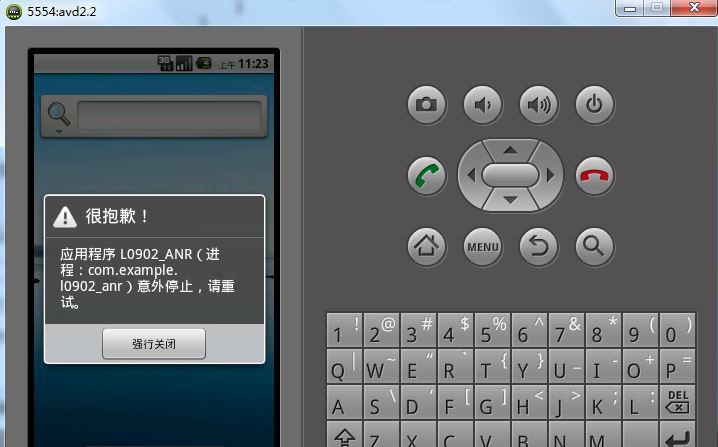 5554:avd2.2
3G 上午 11:23
很抱歉！
应用程序 L0902_ANR（进
程：com.example.
l0902_anr）意外停止，请重
试。
强行关闭
MENU
1 ! 2 @ 3 # 4 $ 5 % 6 ^ 7 & 8 * 9 ( 0 )
Q | W ~ E “ R ` T { Y } U _ I - O + P =
A S \ D ‘ F [ G ] H < J > K ; L : DEL
Z X C V B N M